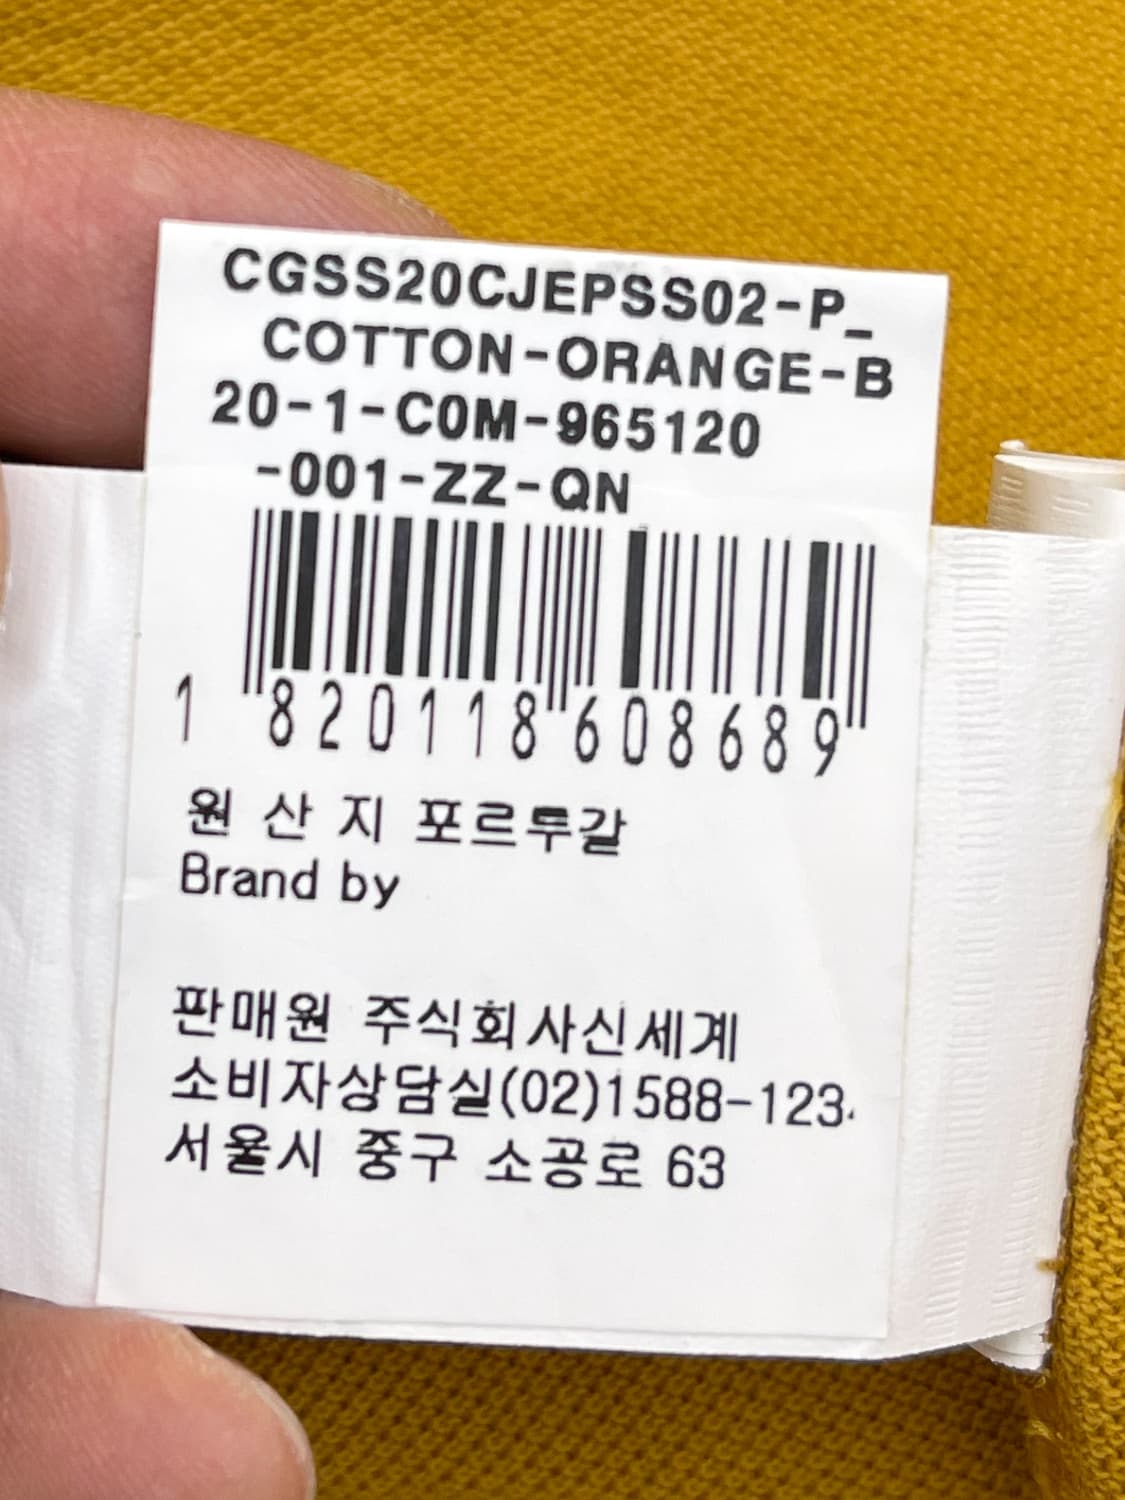 CGSS20CJEPSS02-P_
COTTON-ORANGE-B
20-1-C0M-965120
-001-ZZ-QN
1 820118 608689
원 산 지 포르투갈
Brand by
판매원 주식회사신세계
소비자상담실(02)1588-123
서울시 중구 소공로 63